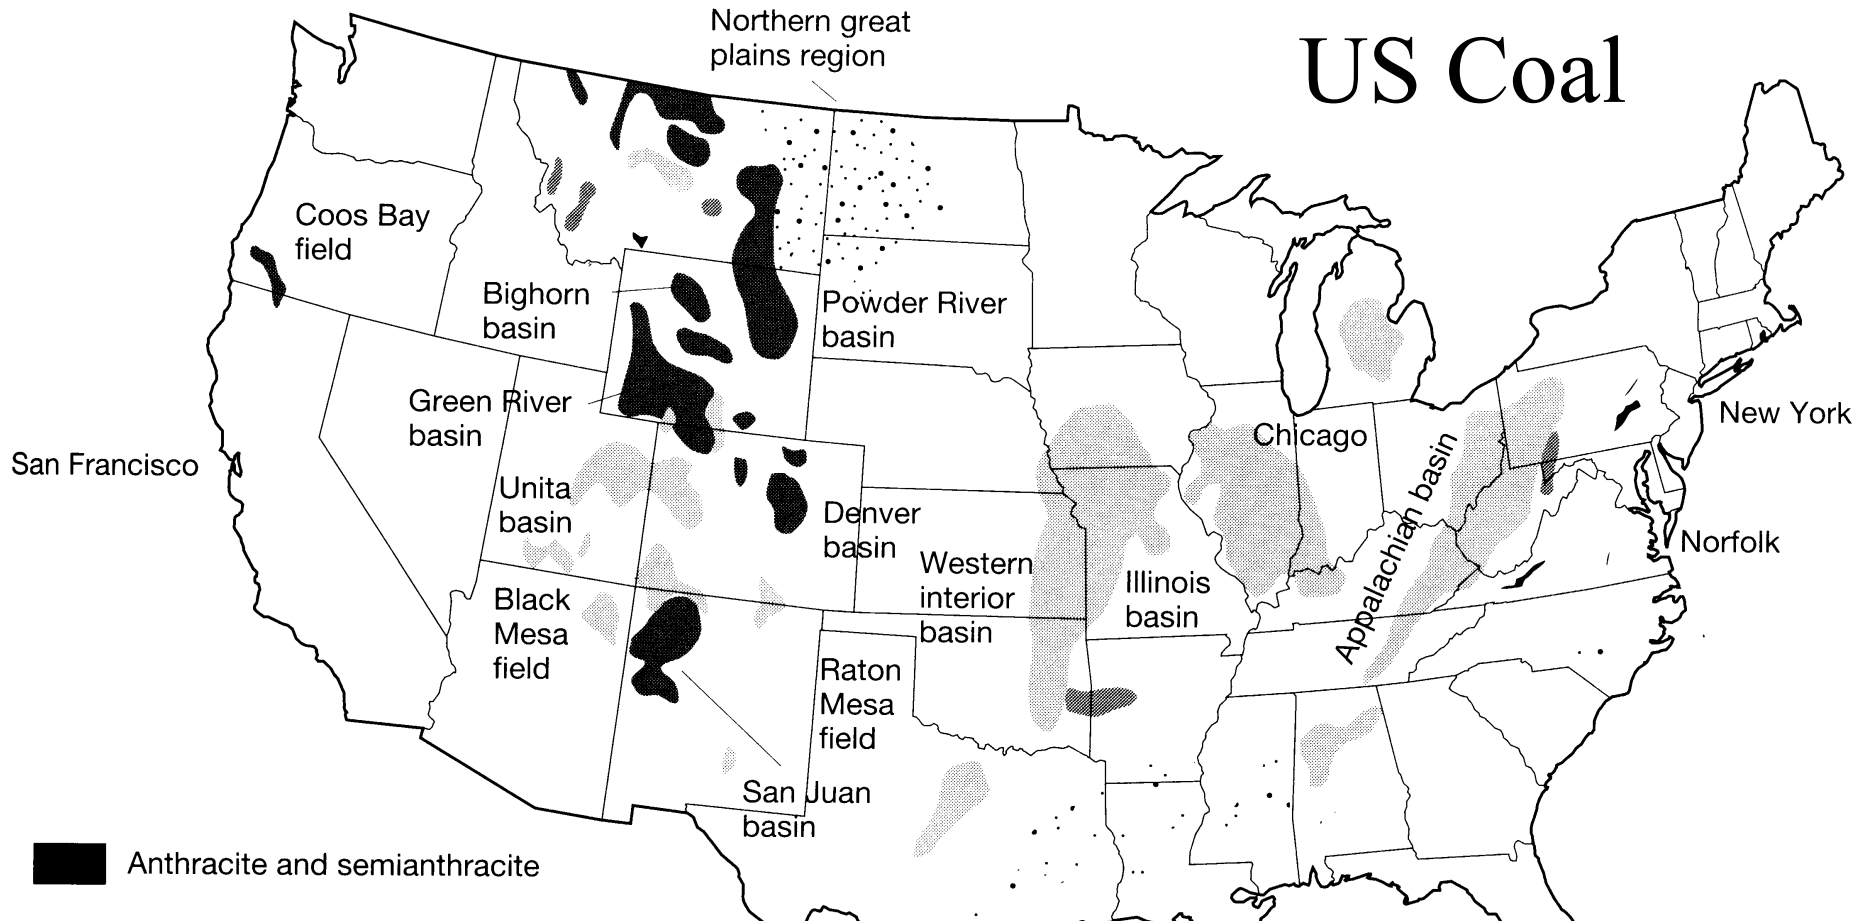 Northern great
plains region
US Coal
Coos Bay
field
Bighorn
basin
Powder River
basin
Green River
basin
Chicago
New York
San Francisco
Unita
basin
Denver
basin
Appalachian basin
Norfolk
Western
interior
basin
Illinois
basin
Black
Mesa
field
Raton
Mesa
field
San Juan
basin
Anthracite and semianthracite